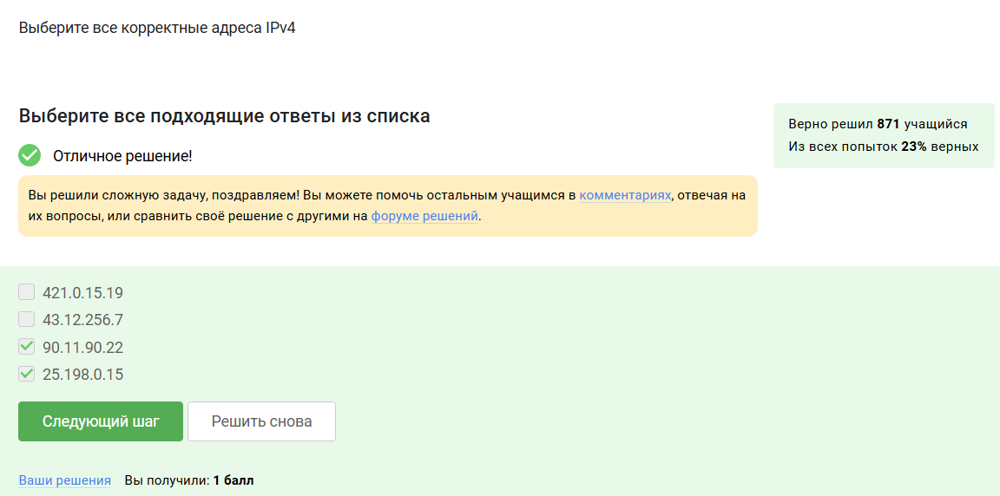 Выберите все корректные адреса IPv4
Выберите все подходящие ответы из списка
Верно решил 871 учащийся
Из всех попыток 23% верных
Отличное решение!
Вы решили сложную задачу, поздравляем! Вы можете помочь остальным учащимся в комментариях, отвечая на
их вопросы, или сравнить своё решение с другими на форуме решений.
421.0.15.19
43.12.256.7
90.11.90.22
25.198.0.15
Следующий шаг
Решить снова
Ваши решения Вы получили: 1 балл